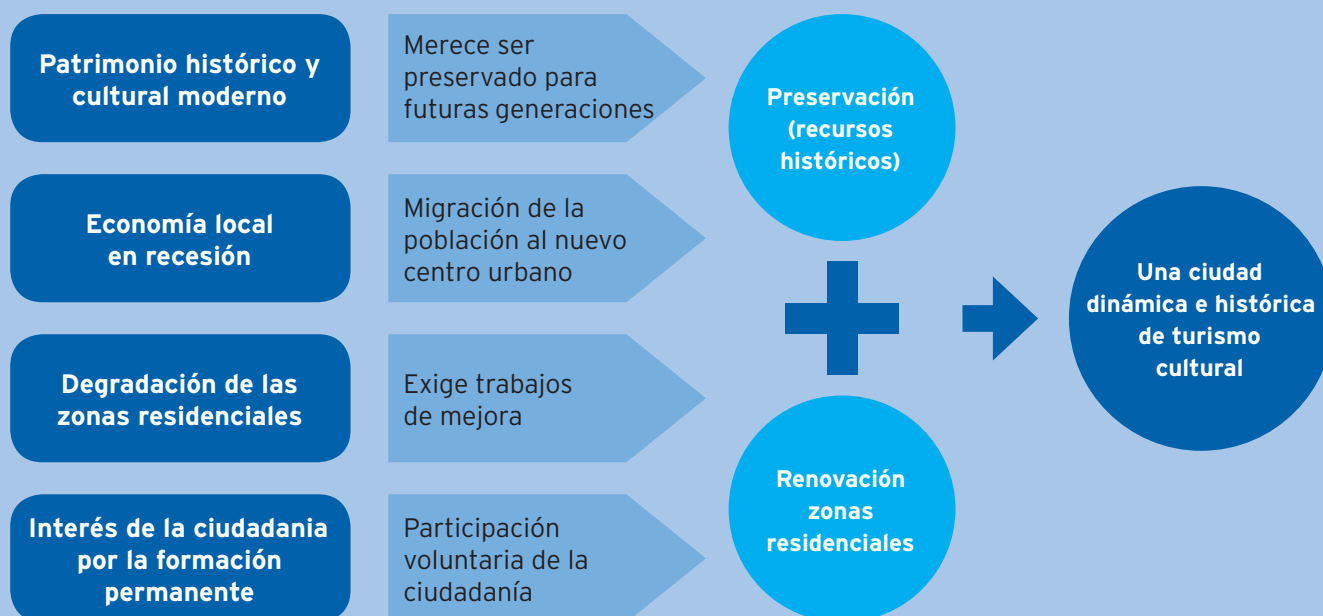 Patrimonio histórico y
cultural moderno
Merece ser
preservado para
futuras generaciones
Economía local
en recesión
Migración de la
población al nuevo
centro urbano
Degradación de las
zonas residenciales
Exige trabajos
de mejora
Interés de la ciudadania
por la formación
permanente
Participación
voluntaria de la
ciudadanía
Preservación
(recursos
históricos)
Renovación
zonas
residenciales
Una ciudad
dinámica e histórica
de turismo
cultural